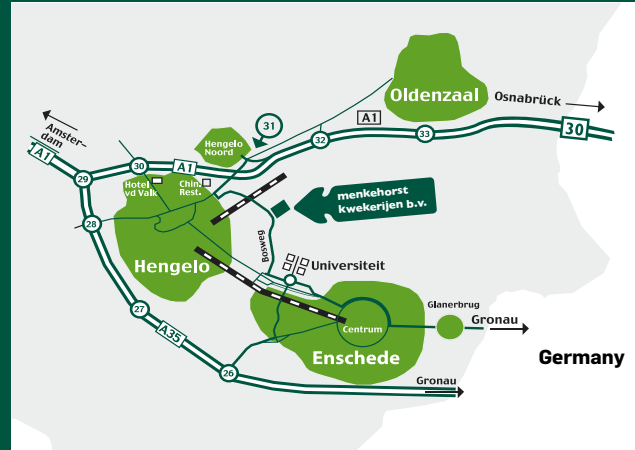 Oldenzaal
Osnabrück
A1
31
30
Amster-
dam
Hengelo
Noord
32
33
A1
30
A1
29
Hotel
vd Valk
Chin.
Rest.
menkehorst
kwekerijen b.v.
28
Bosweg
Hengelo
Universiteit
Glanerbrug
27
Gronau
A35
Centrum
Enschede
Germany
26
Gronau